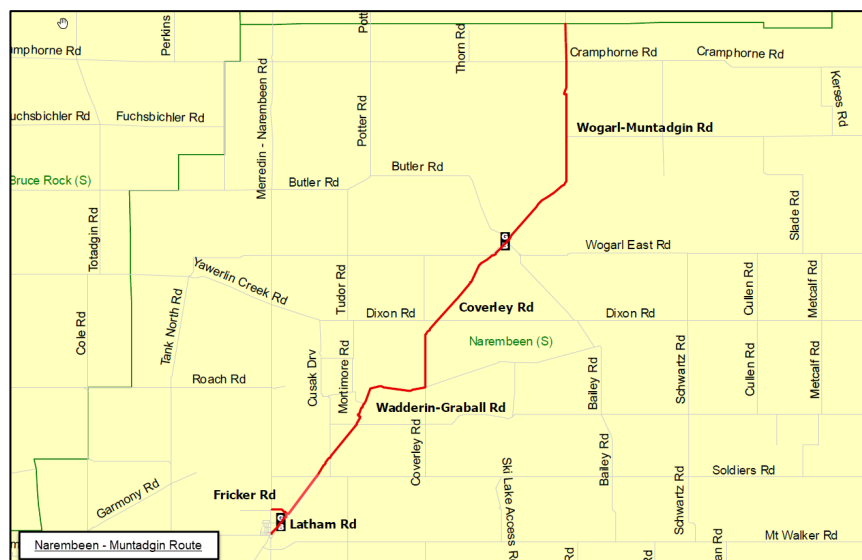 Pott
Perkins
amphorne Rd
Thorn Rd
Cramphorne Rd
Cramphorne Rd
Merredin - Narembeen Rd
Kerses Rd
Fuchsbichler Rd
Fuchsbichler Rd
Potter Rd
Wogarl-Muntadgin Rd
Butler Rd
Bruce Rock (S)
Butler Rd
Slade Rd
Totadgin Rd
Wogarl East Rd
Yawerlin Creek Rd
Tudor Rd
Cullen Rd
Metcalf Rd
Tank North Rd
Coverley Rd
Dixon Rd
Dixon Rd
Cole Rd
Narembeen (S)
Cusak Drv
Mortimore Rd
Roach Rd
Bailey Rd
Schwartz Rd
Cullen Rd
Metcalf Rd
Wadderin-Graball Rd
Coverley Rd
Bailey Rd
Ski Lake Access R
Soldiers Rd
Garmony Rd
Fricker Rd
Schwartz Rd
Latham Rd
Mt Walker Rd
an Rd
Narembeen - Muntadgin Route